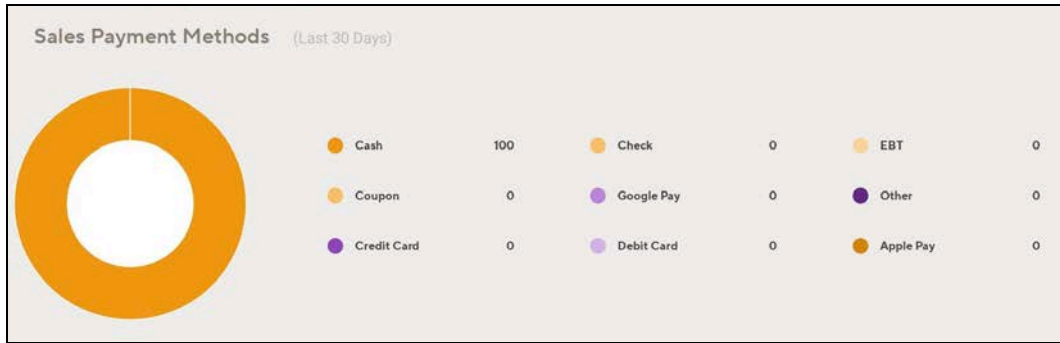 Sales Payment Methods (Last 30 Days)
Cash 100 Check 0 EBT 0
Coupon 0 Google Pay 0 Other 0
Credit Card 0 Debit Card 0 Apple Pay 0